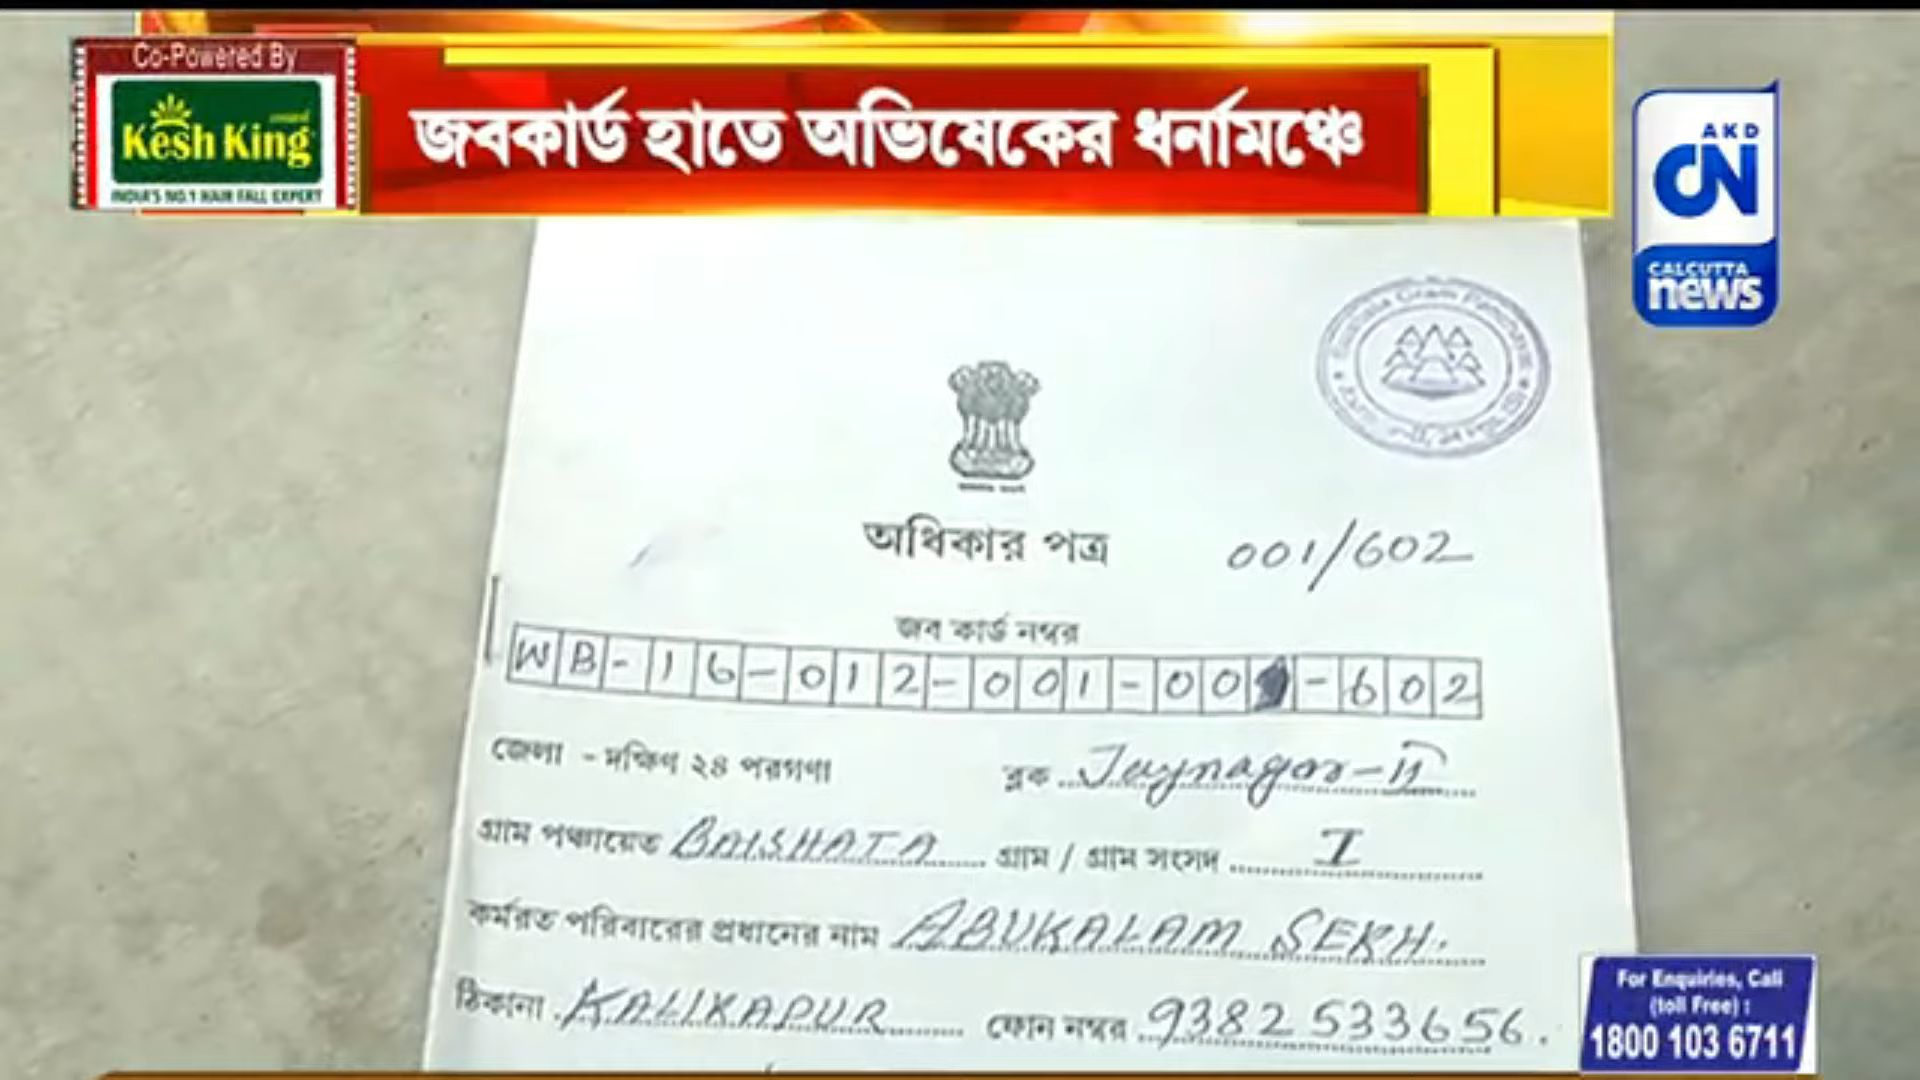 Co-Powered By
Kesh King
INDIA'S NO.1 HAIR FALL EXPERT
জবকার্ড হাতে অভিষেকের ধর্নামঞ্চে
AKD
CN
CALCUTTA
news
অধিকার পত্র 001/602
জব কার্ড নম্বর
WB-16-012-001-00 -602
জেলা - দক্ষিণ ২৪ পরগণা ব্লক Jaynagar-II
গ্রাম পঞ্চায়েত BAISHATA গ্রাম / গ্রাম সংসদ I
কর্মরত পরিবারের প্রধানের নাম ABUKALAM SEKH.
ঠিকানা KALIKAPUR ফোন নম্বর 9382533656.
For Enquiries, Call
(toll Free) :
1800 103 6711